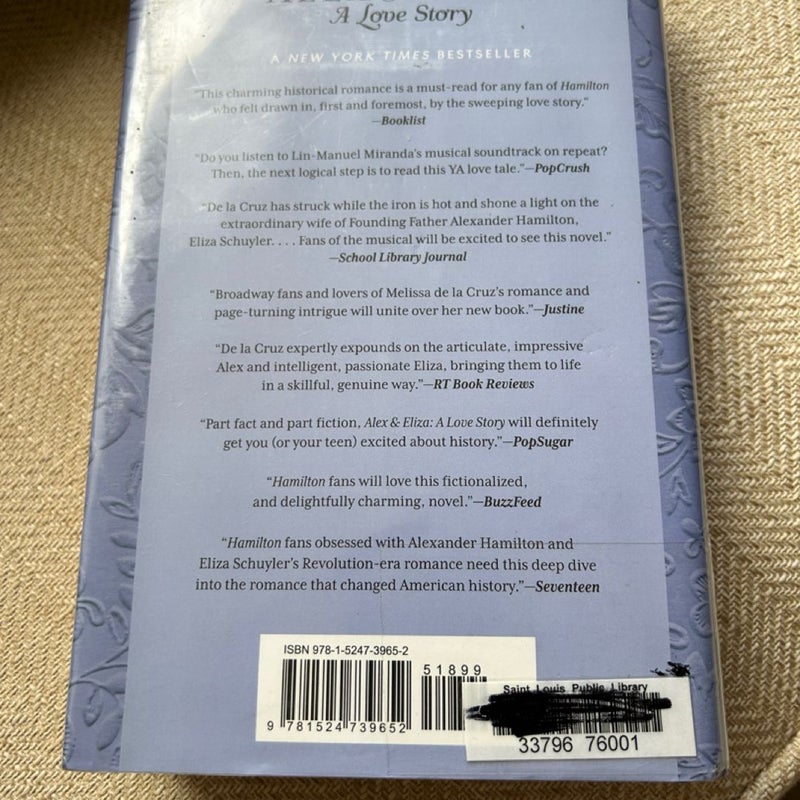 A Love Story
A NEW YORK TIMES BESTSELLER
“This charming historical romance is a must-read for any fan of Hamilton
who felt drawn in, first and foremost, by the sweeping love story.”
—Booklist
“Do you listen to Lin-Manuel Miranda’s musical soundtrack on repeat?
Then, the next logical step is to read this YA love tale.”—PopCrush
“De la Cruz has struck while the iron is hot and shone a light on the
extraordinary wife of Founding Father Alexander Hamilton,
Eliza Schuyler. . . . Fans of the musical will be excited to see this novel.”
—School Library Journal
“Broadway fans and lovers of Melissa de la Cruz’s romance and
page-turning intrigue will unite over her new book.”—Justine
“De la Cruz expertly expounds on the articulate, impressive
Alex and intelligent, passionate Eliza, bringing them to life
in a skillful, genuine way.”—RT Book Reviews
“Part fact and part fiction, Alex & Eliza: A Love Story will definitely
get you (or your teen) excited about history.”—PopSugar
“Hamilton fans will love this fictionalized,
and delightfully charming, novel.”—BuzzFeed
“Hamilton fans obsessed with Alexander Hamilton and
Eliza Schuyler’s Revolution-era romance need this deep dive
into the romance that changed American history.”—Seventeen
ISBN 978-1-5247-3965-2
51899
9 781524 739652
Saint Louis Public Library
33796 76001